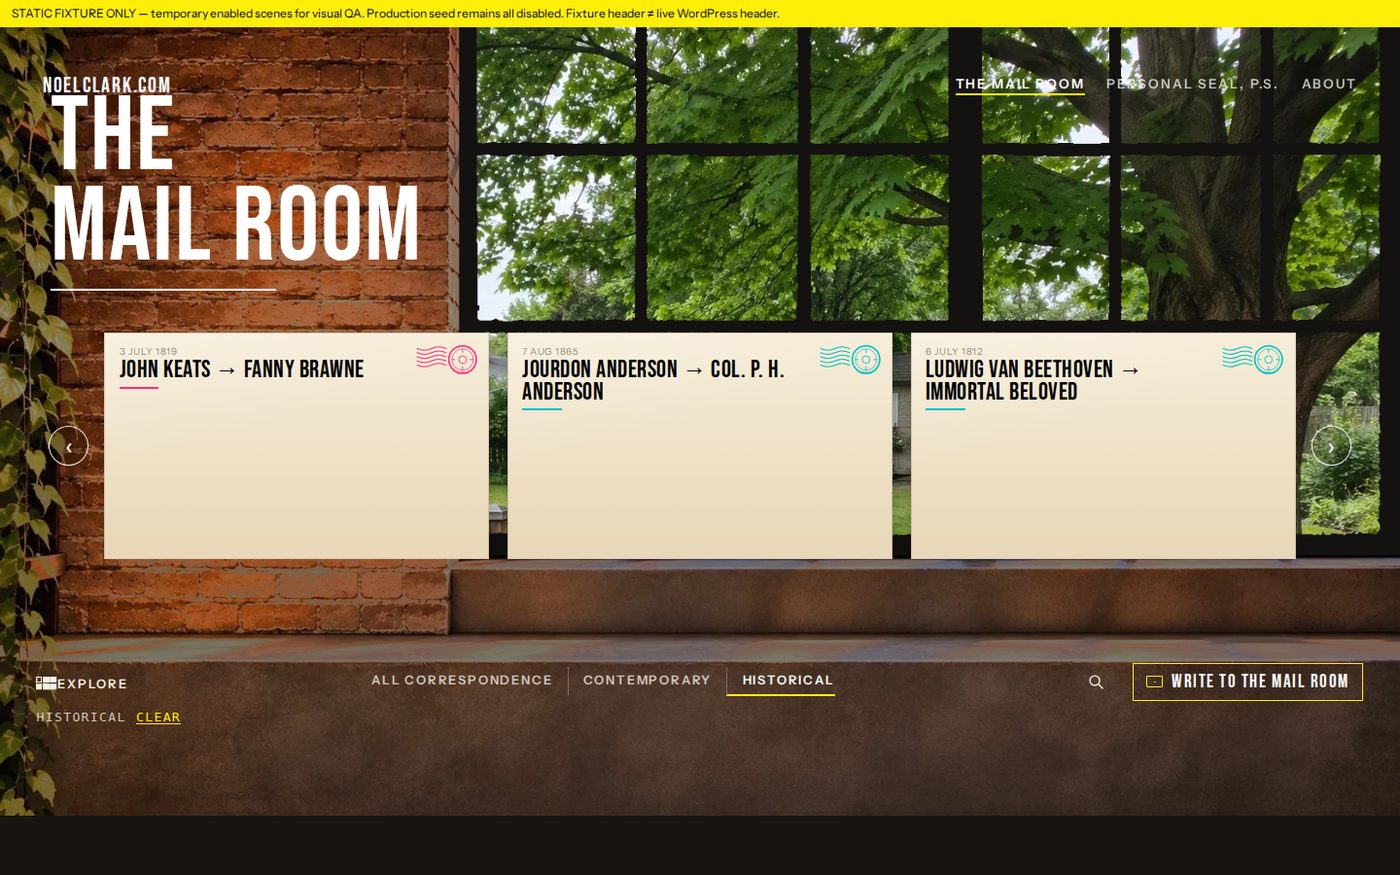 STATIC FIXTURE ONLY — temporary enabled scenes for visual QA. Production seed remains all disabled. Fixture header ≠ live WordPress header.
NOELCLARK.COM
THE MAIL ROOM
PERSONAL SEAL, P.S.
ABOUT
THE
MAIL ROOM
3 JULY 1819
JOHN KEATS → FANNY BRAWNE
7 AUG 1865
JOURDON ANDERSON → COL. P. H.
ANDERSON
6 JULY 1812
LUDWIG VAN BEETHOVEN →
IMMORTAL BELOVED
‹
›
EXPLORE
ALL CORRESPONDENCE
CONTEMPORARY
HISTORICAL
WRITE TO THE MAIL ROOM
HISTORICAL CLEAR